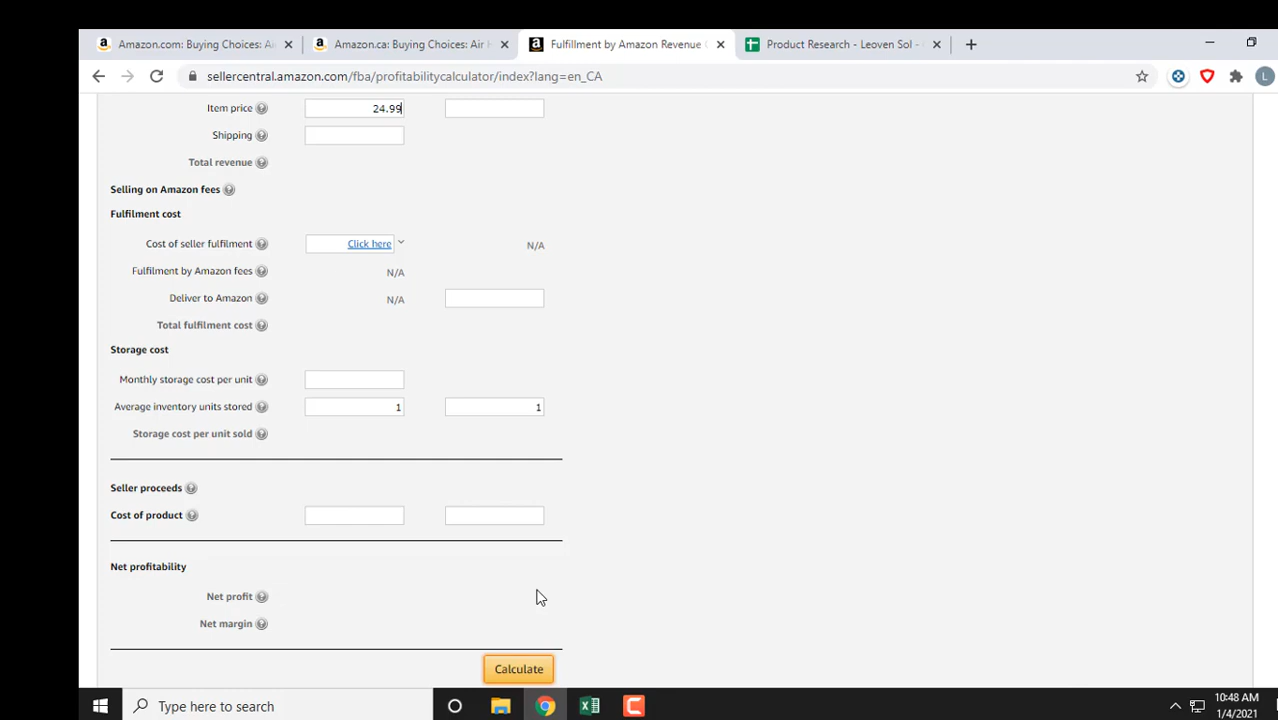 Amazon.com: Buying Choices: Ai
Amazon.ca: Buying Choices: Air H
Fulfillment by Amazon Revenue C
Product Research - Leoven Sol -
sellercentral.amazon.com/fba/profitabilitycalculator/index?lang=en_CA
L
Item price 24.99
Shipping
Total revenue
Selling on Amazon fees
Fulfilment cost
Cost of seller fulfilment Click here N/A
Fulfilment by Amazon fees N/A
Deliver to Amazon N/A
Total fulfilment cost
Storage cost
Monthly storage cost per unit
Average inventory units stored 1 1
Storage cost per unit sold
Seller proceeds
Cost of product
Net profitability
Net profit
Net margin
Calculate
Type here to search
10:48 AM
1/4/2021